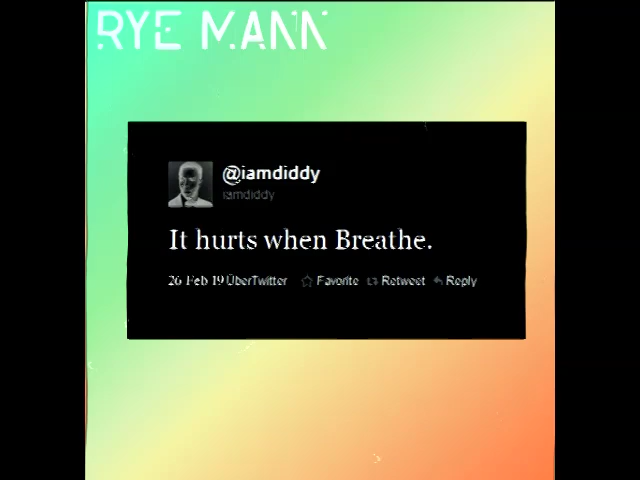 RYE MANN
@iamdiddy
iamdiddy
It hurts when Breathe.
26 Feb 19 ÜberTwitter Favorite Retweet Reply